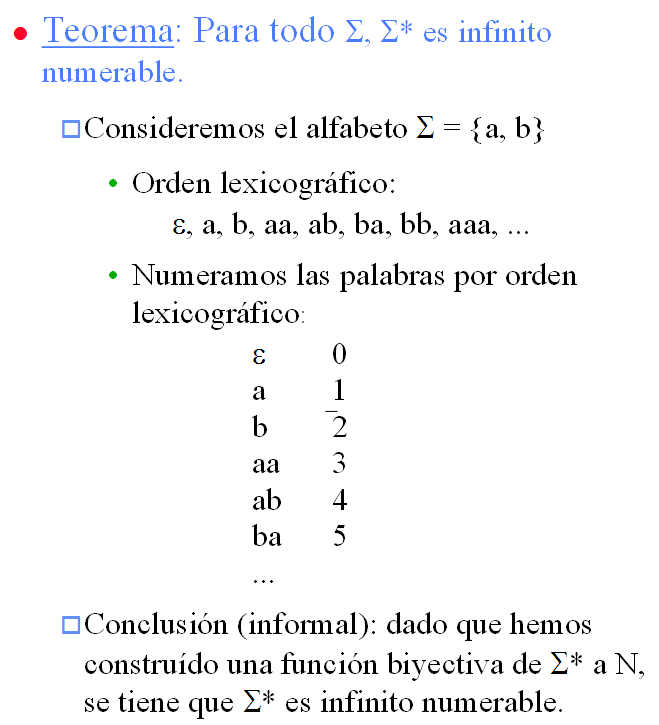 Teorema: Para todo Σ, Σ* es infinito
numerable.
Consideremos el alfabeto Σ = {a, b}
Orden lexicográfico:
ε, a, b, aa, ab, ba, bb, aaa, ...
Numeramos las palabras por orden
lexicográfico:
ε 0
a 1
b 2
aa 3
ab 4
ba 5
...
Conclusión (informal): dado que hemos
construído una función biyectiva de Σ* a N,
se tiene que Σ* es infinito numerable.